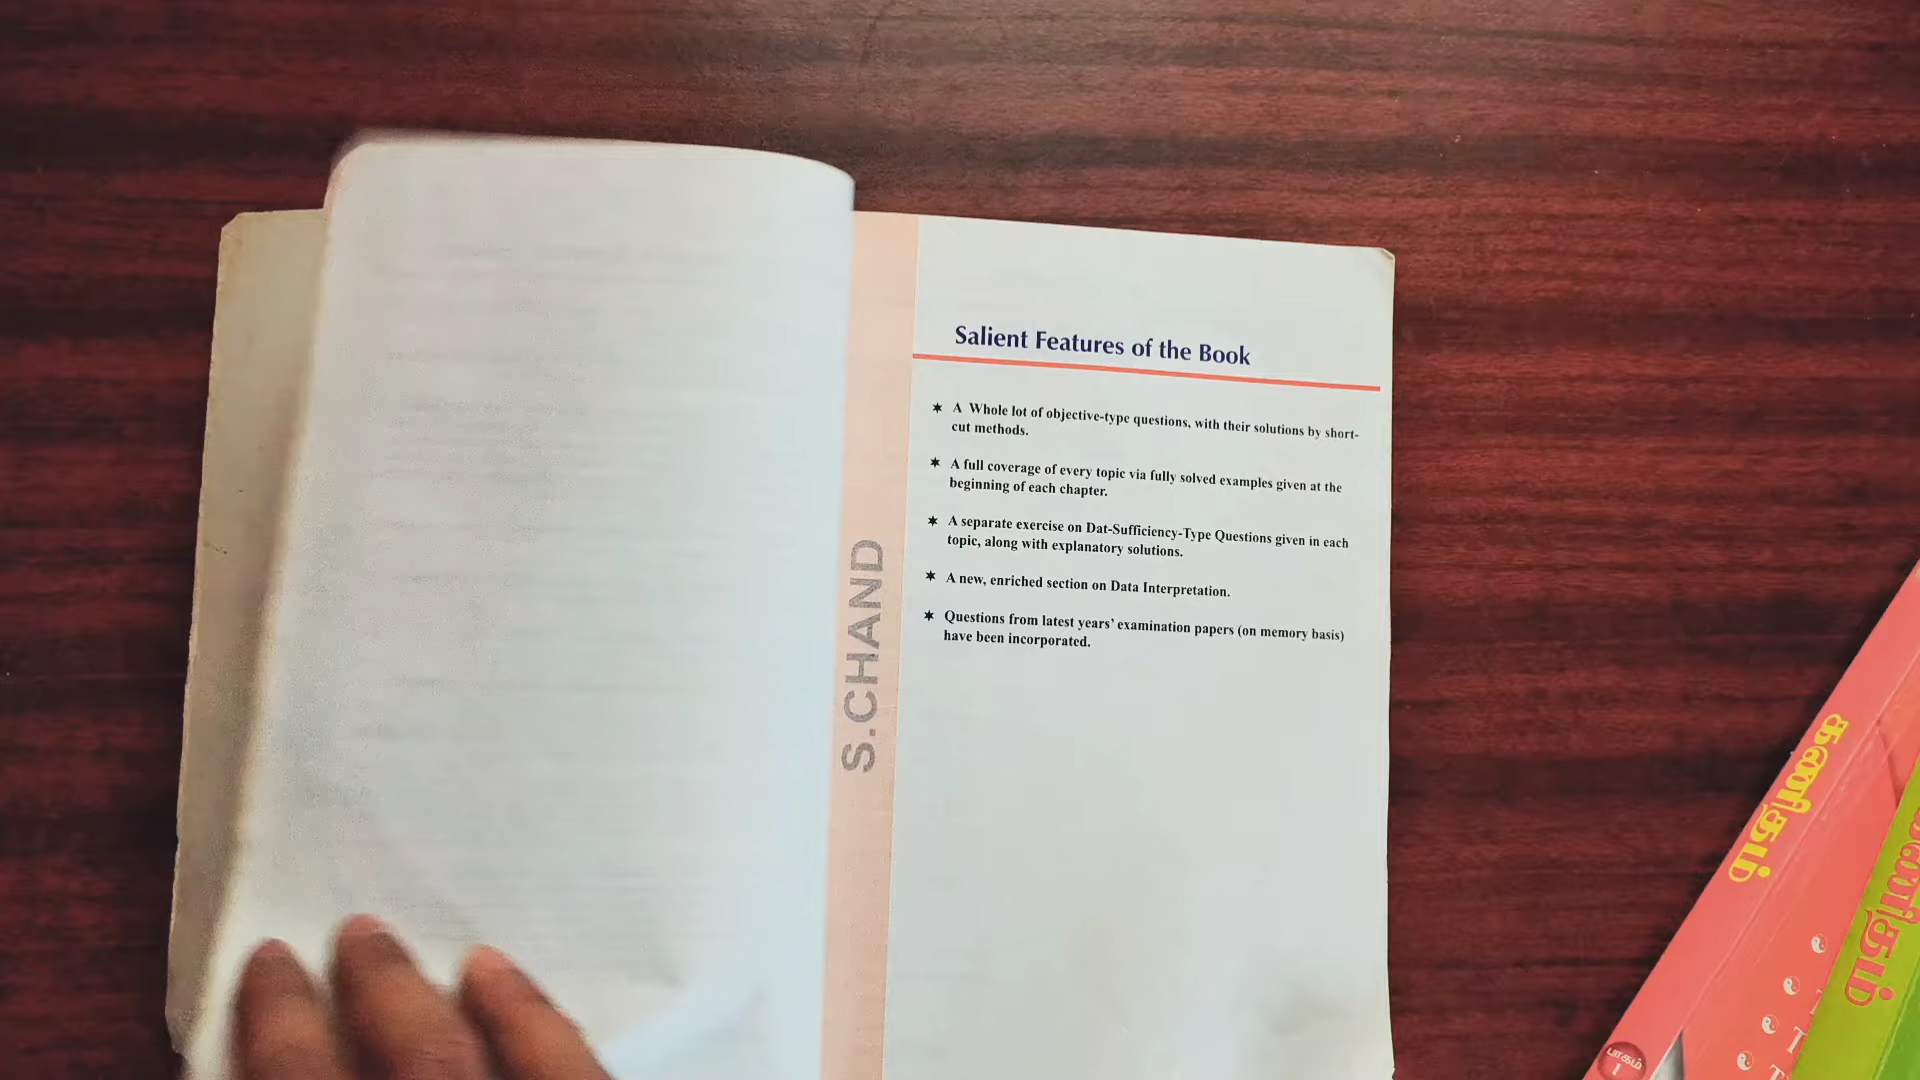 S.CHAND
Salient Features of the Book
✶ A Whole lot of objective-type questions, with their solutions by short-
cut methods.
✶ A full coverage of every topic via fully solved examples given at the
beginning of each chapter.
✶ A separate exercise on Dat-Sufficiency-Type Questions given in each
topic, along with explanatory solutions.
✶ A new, enriched section on Data Interpretation.
✶ Questions from latest years' examination papers (on memory basis)
have been incorporated.
கணிதம்
கணிதம்
பாகம்
1